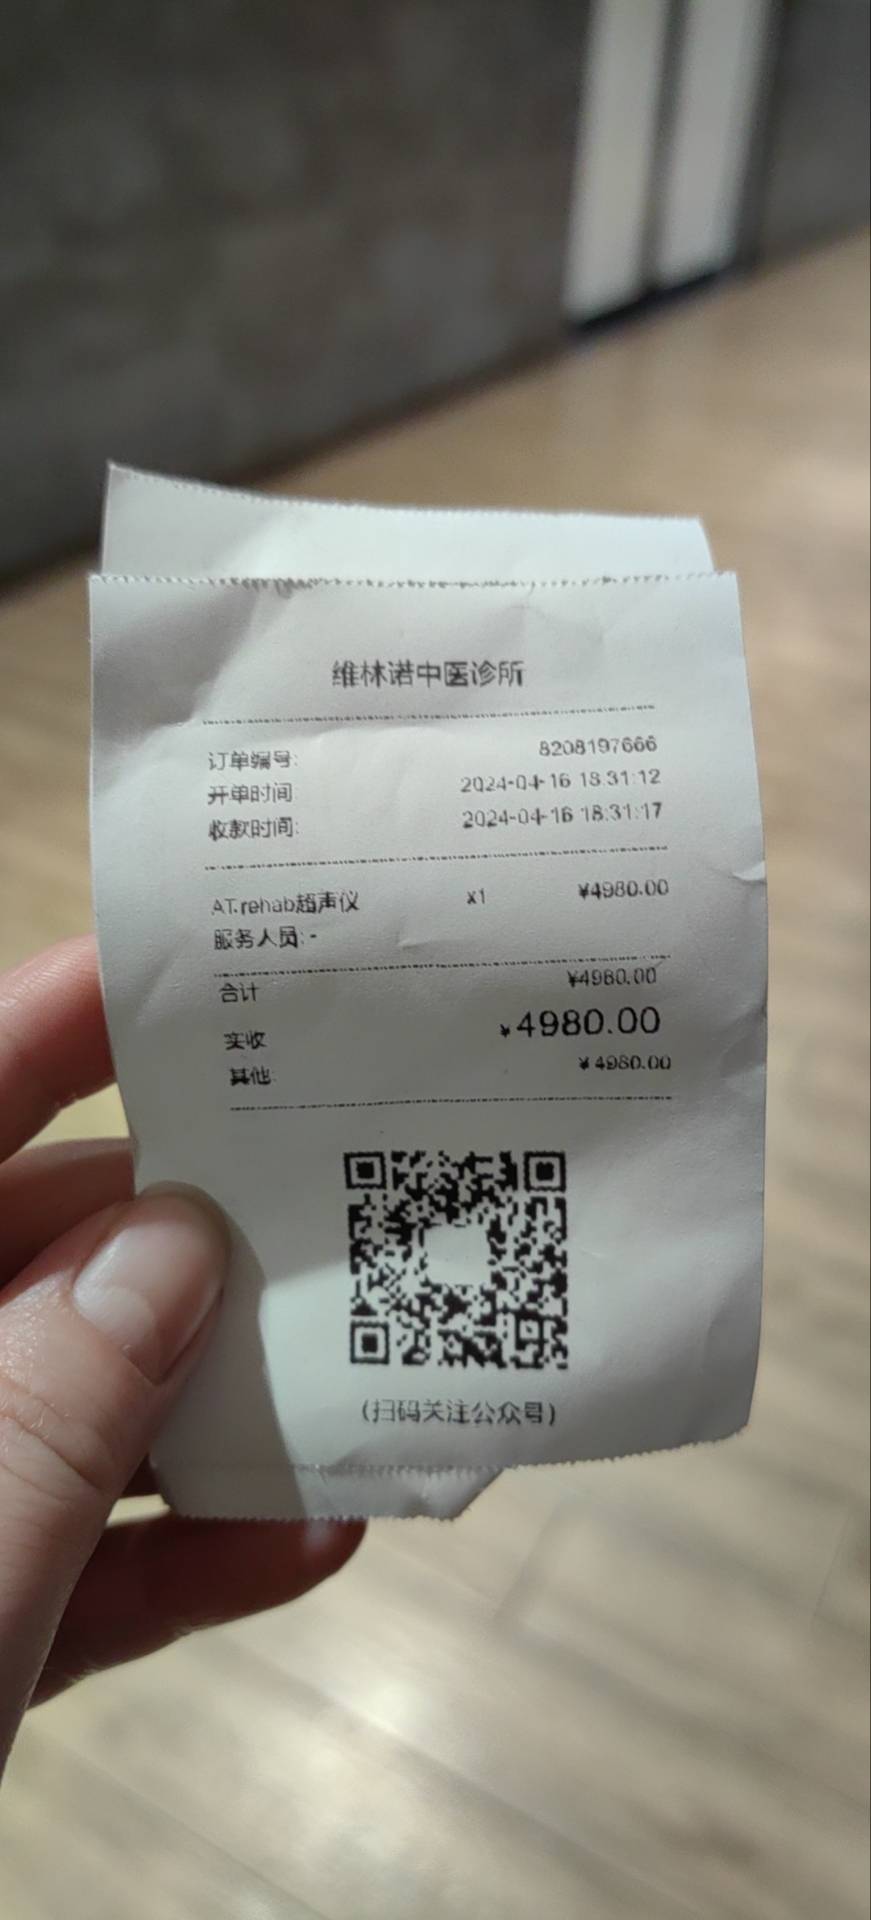 维林诺中医诊所
订单编号: 8208197666
开单时间 2024-04-16 18:31:12
收款时间: 2024-04-16 18:31:17
AT.rehab超声仪 x1 ¥4980.00
服务人员: -
合计 ¥4980.00
实收 ¥4980.00
其他: ¥4980.00
(扫码关注公众号)